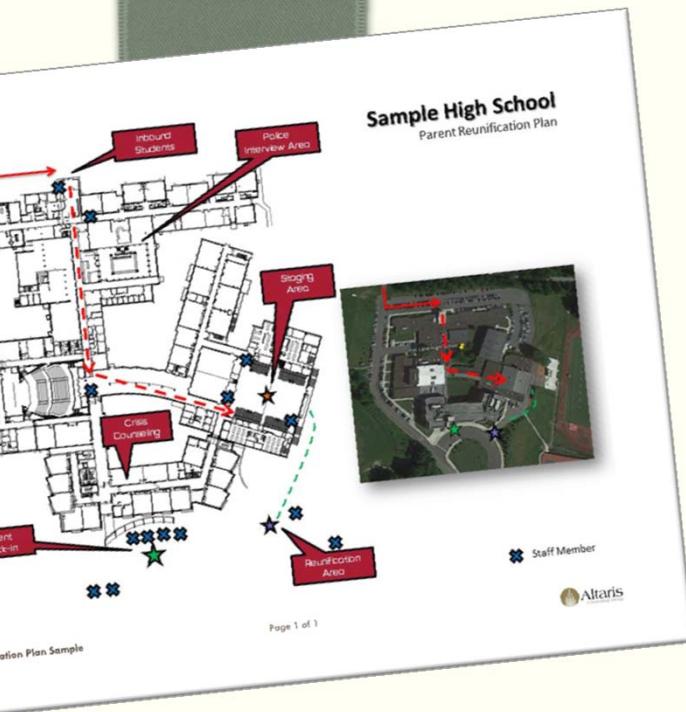 Sample High School
Parent Reunification Plan
Inbound
Students
Police
Interview Area
Staging
Area
Crisis
Counseling
Reunification
Area
Staff Member
Altaris
Page 1 of 1
Plan Sample